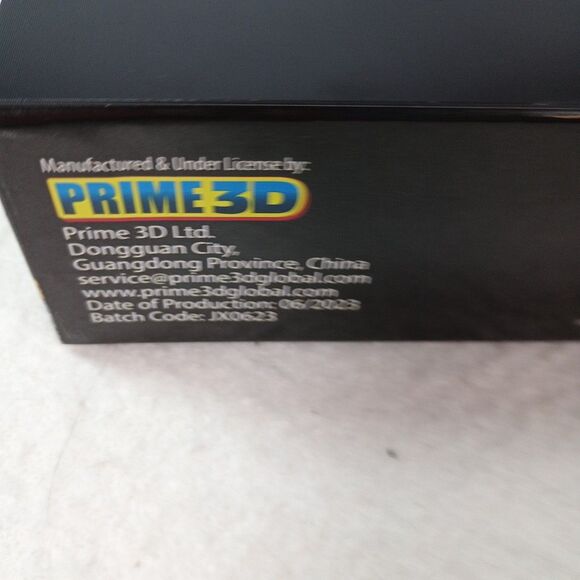 Manufactured & Under License by:
PRIME3D
Prime 3D Ltd.
Dongguan City,
Guangdong Province, China
service@prime3dglobal.com
www.prime3dglobal.com
Date of Production: 06/2023
Batch Code: JX0623